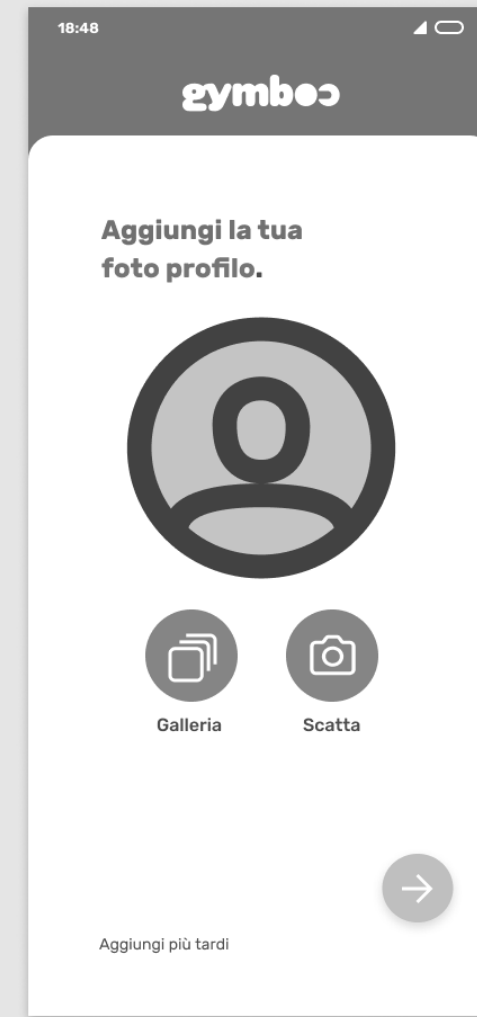 18:48
gymboo
Aggiungi la tua
foto profilo.
Galleria
Scatta
Aggiungi più tardi